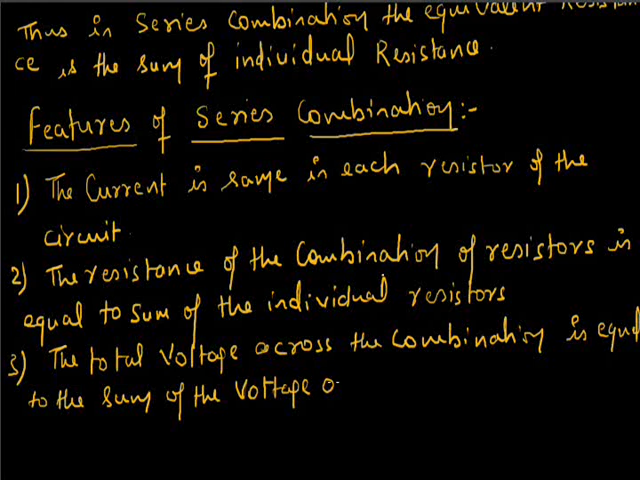 Thus in Series Combination the equivalent Resistan
ce is the sum of individual Resistance.
Features of Series Combination:-
1) The Current is same in each resistor of the
circuit.
2) The resistance of the Combination of resistors is
equal to sum of the individual resistors
3) The total Voltage across the combination is equal
to the sum of the Voltage o